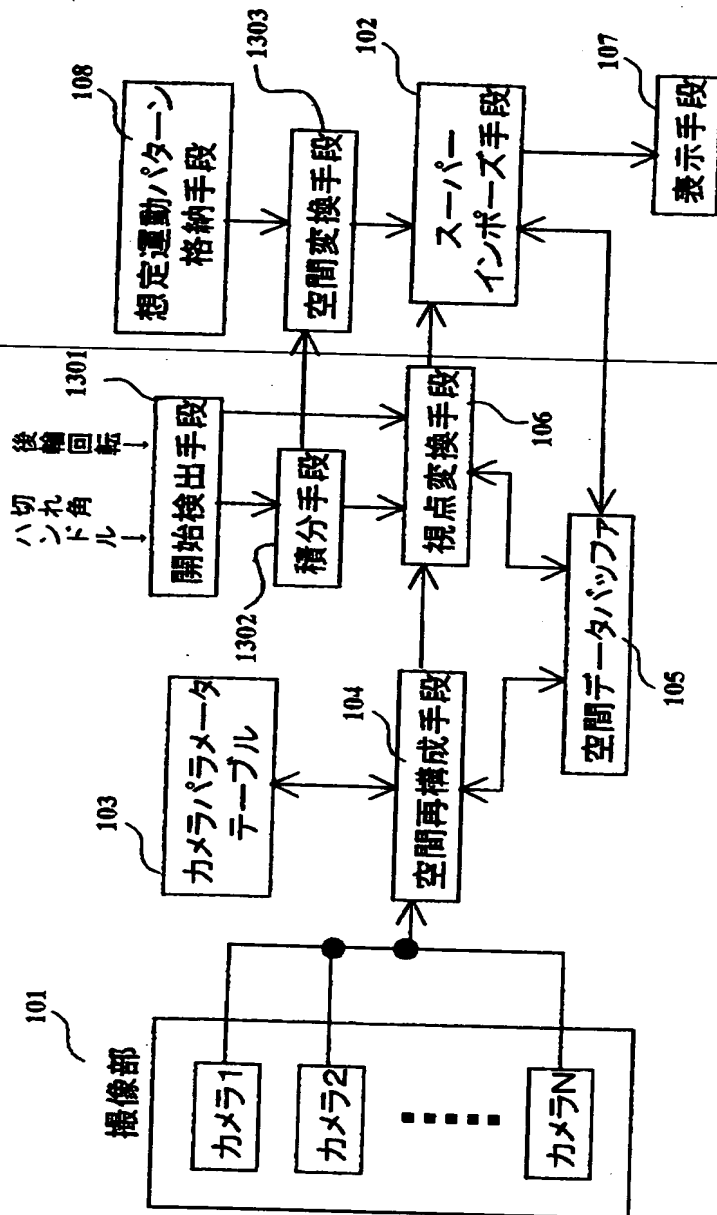 101
撮像部
カメラ1
カメラ2
カメラN
103
カメラパラメータ
テーブル
104
空間再構成手段
105
空間データバッファ
ハンドル
切れ角
後輪
回転
1301
開始検出手段
1302
積分手段
106
視点変換手段
108
想定運動パターン
格納手段
1303
空間変換手段
102
スーパー
インポーズ手段
107
表示手段